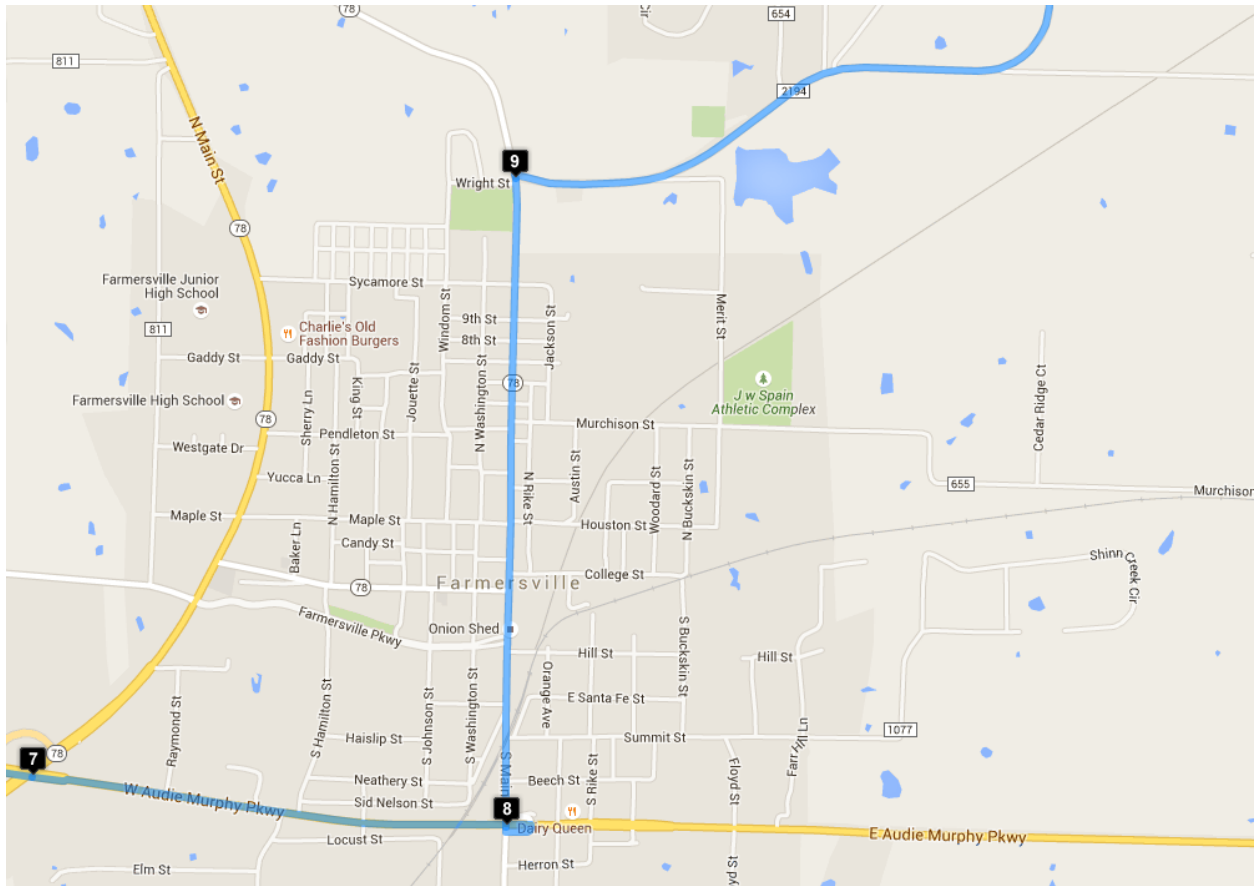 78
654
Cir
811
2194
N Main St
9
Wright St
78
Farmersville Junior
High School
Sycamore St
Windom St
9th St
8th St
Jackson St
Merit St
811
Charlie's Old
Fashion Burgers
Gaddy St
Gaddy St
King St
Jouette St
N Washington St
78
J w Spain
Athletic Complex
Cedar Ridge Ct
Farmersville High School
Sherry Ln
78
Pendleton St
Murchison St
Westgate Dr
Yucca Ln
N Hamilton St
N Rike St
Austin St
Woodard St
N Buckskin St
655
Murchison
Maple St
Maple St
Houston St
Baker Ln
Candy St
College St
Farmersville
78
Shinn Creek Cir
Farmersville Pkwy
Onion Shed
Hill St
S Buckskin St
Hill St
Orange Ave
E Santa Fe St
Raymond St
S Hamilton St
S Johnson St
S Washington St
Haislip St
Summit St
1077
Farr Hill Ln
7
78
S Main
Neathery St
Beech St
S Rike St
Floyd St
W Audie Murphy Pkwy
Sid Nelson St
8
Dairy Queen
E Audie Murphy Pkwy
Locust St
Elm St
Herron St
yd St